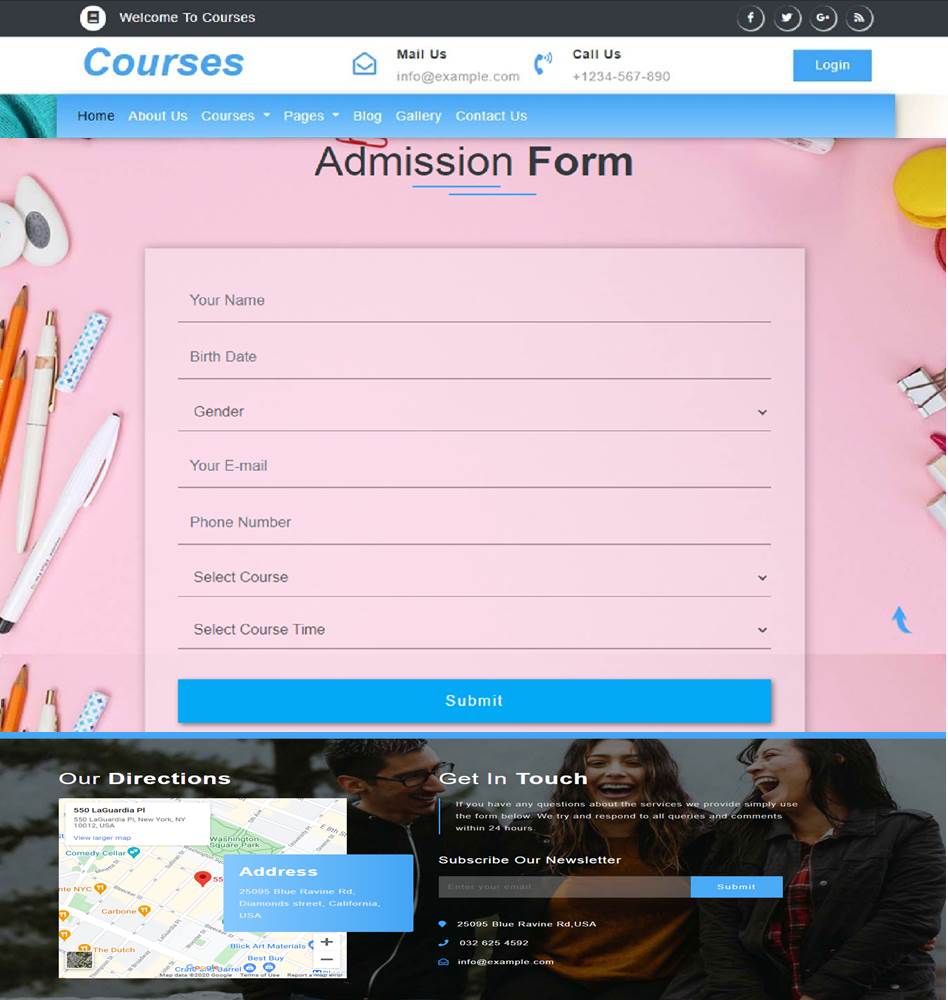 Welcome To Courses
Courses
Mail Us
info@example.com
Call Us
+1234-567-890
Login
Home About Us Courses Pages Blog Gallery Contact Us
Admission Form
Your Name
Birth Date
Gender
Your E-mail
Phone Number
Select Course
Select Course Time
Submit
Our Directions
550 LaGuardia Pl
550 LaGuardia Pl, New York, NY
10012, USA
View larger map
Washington
Square Park
E 8th S
Comedy Cellar
Carbone
The Dutch
Blick Art Materials
Best Buy
Crate and Barrel
Google
Map data ©2020 Google Terms of Use Report a map error
Address
25095 Blue Ravine Rd,
Diamonds street, California,
USA
Get In Touch
If you have any questions about the services we provide simply use
the form below. We try and respond to all queries and comments
within 24 hours.
Subscribe Our Newsletter
Enter your email
Submit
25095 Blue Ravine Rd,USA
032 625 4592
info@example.com